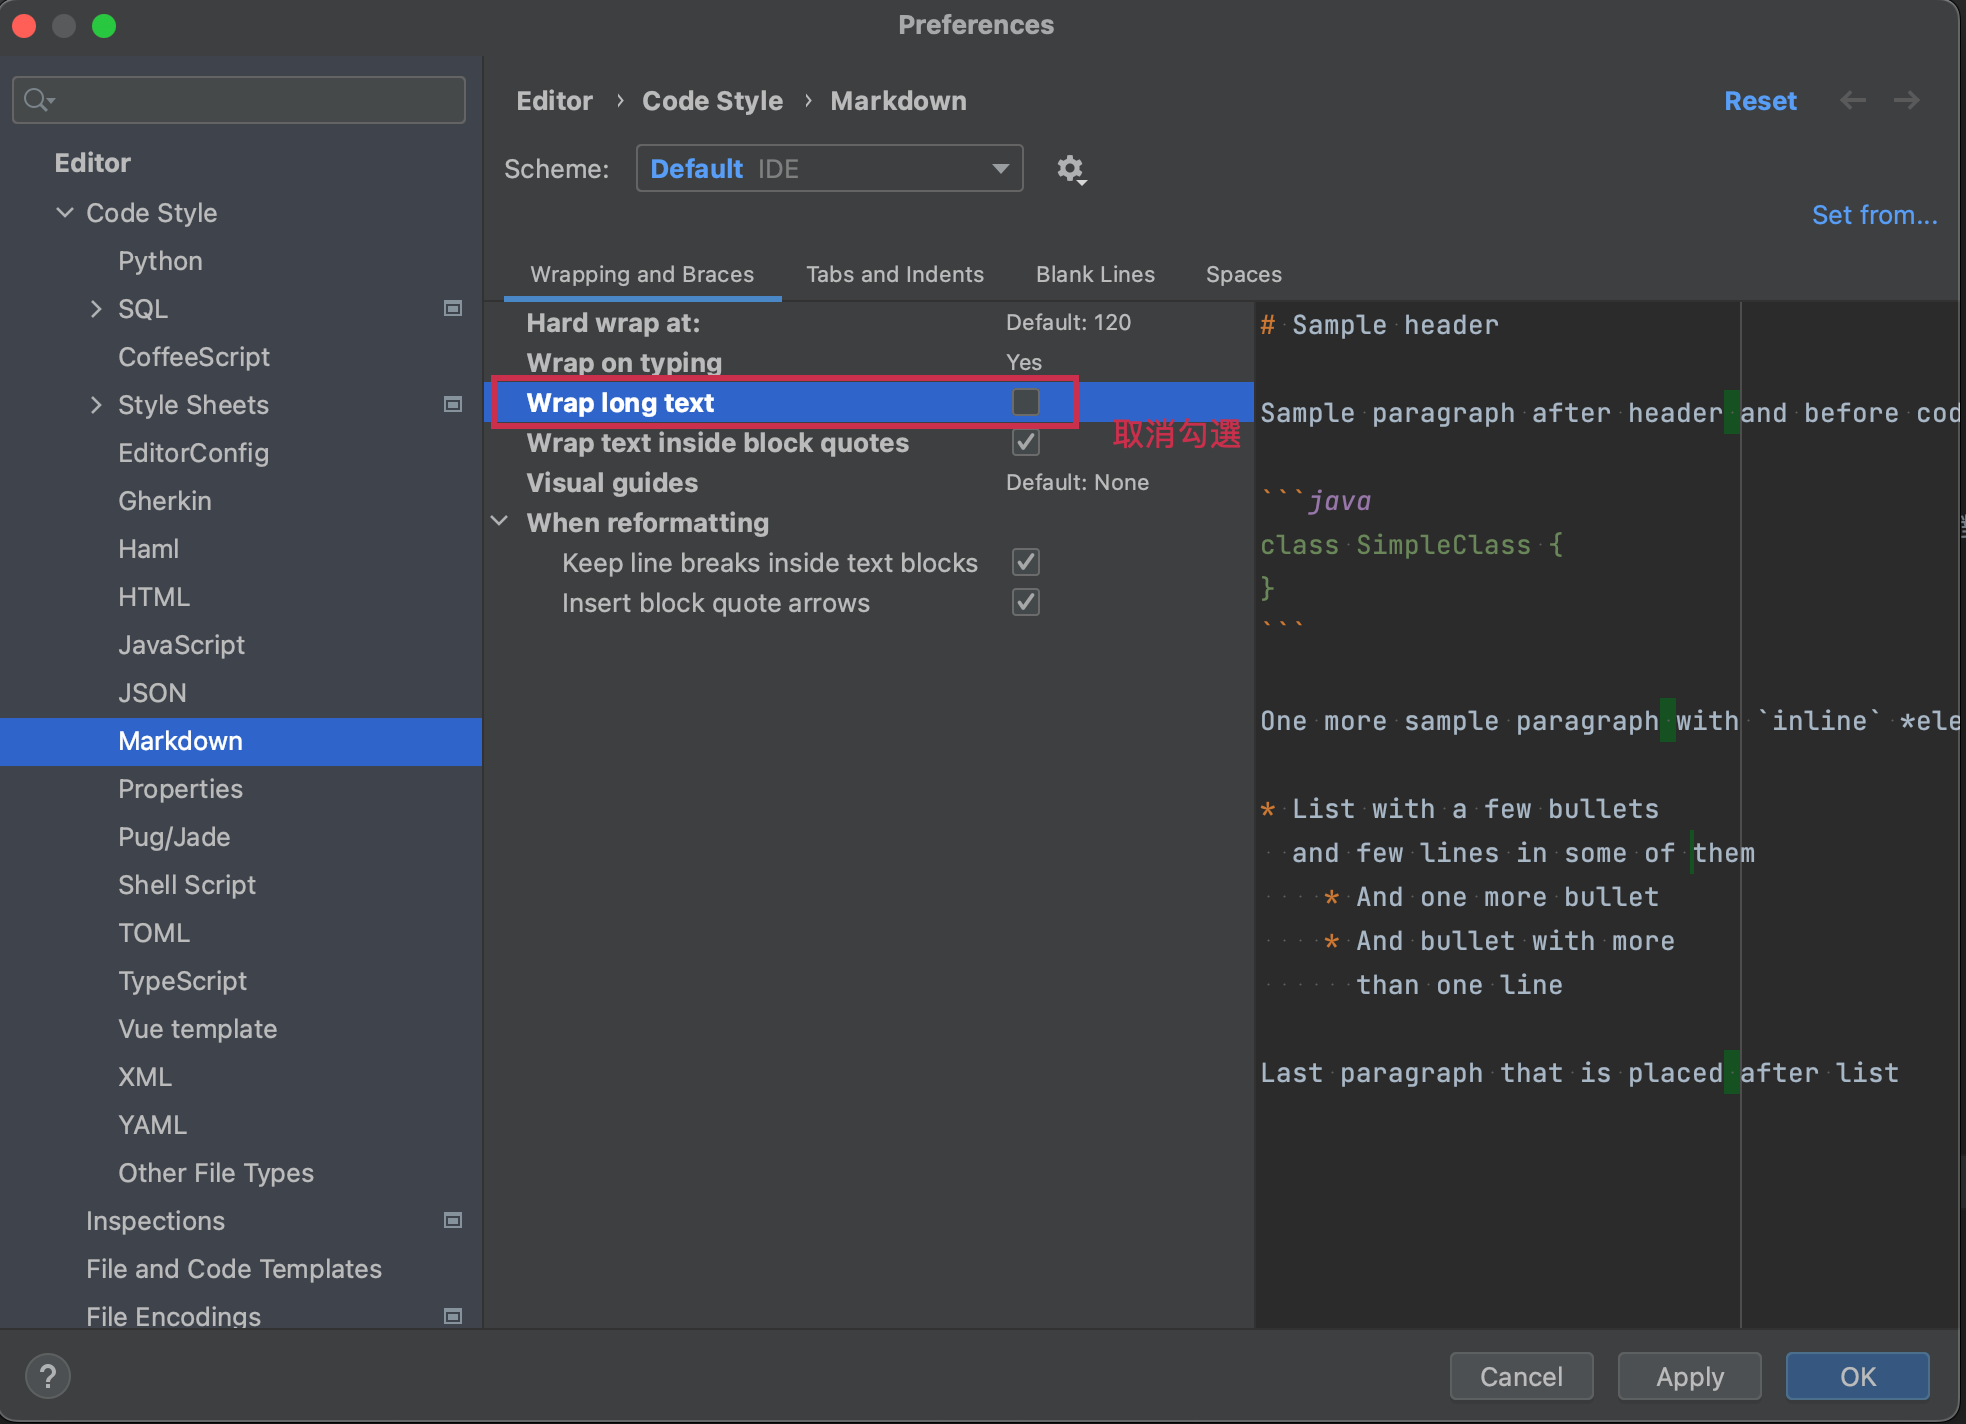 Preferences
Editor › Code Style › Markdown
Reset
Scheme: Default IDE
Set from...
Editor
Code Style
Python
SQL
CoffeeScript
Style Sheets
EditorConfig
Gherkin
Haml
HTML
JavaScript
JSON
Markdown
Properties
Pug/Jade
Shell Script
TOML
TypeScript
Vue template
XML
YAML
Other File Types
Inspections
File and Code Templates
File Encodings
Wrapping and Braces Tabs and Indents Blank Lines Spaces
Hard wrap at: Default: 120
Wrap on typing Yes
Wrap long text
取消勾選
Wrap text inside block quotes
Visual guides Default: None
When reformatting
Keep line breaks inside text blocks
Insert block quote arrows
# Sample header
Sample paragraph after header and before cod
```java
class SimpleClass {
}
```
One more sample paragraph with `inline` *ele
* List with a few bullets
and few lines in some of them
* And one more bullet
* And bullet with more
than one line
Last paragraph that is placed after list
?
Cancel Apply OK